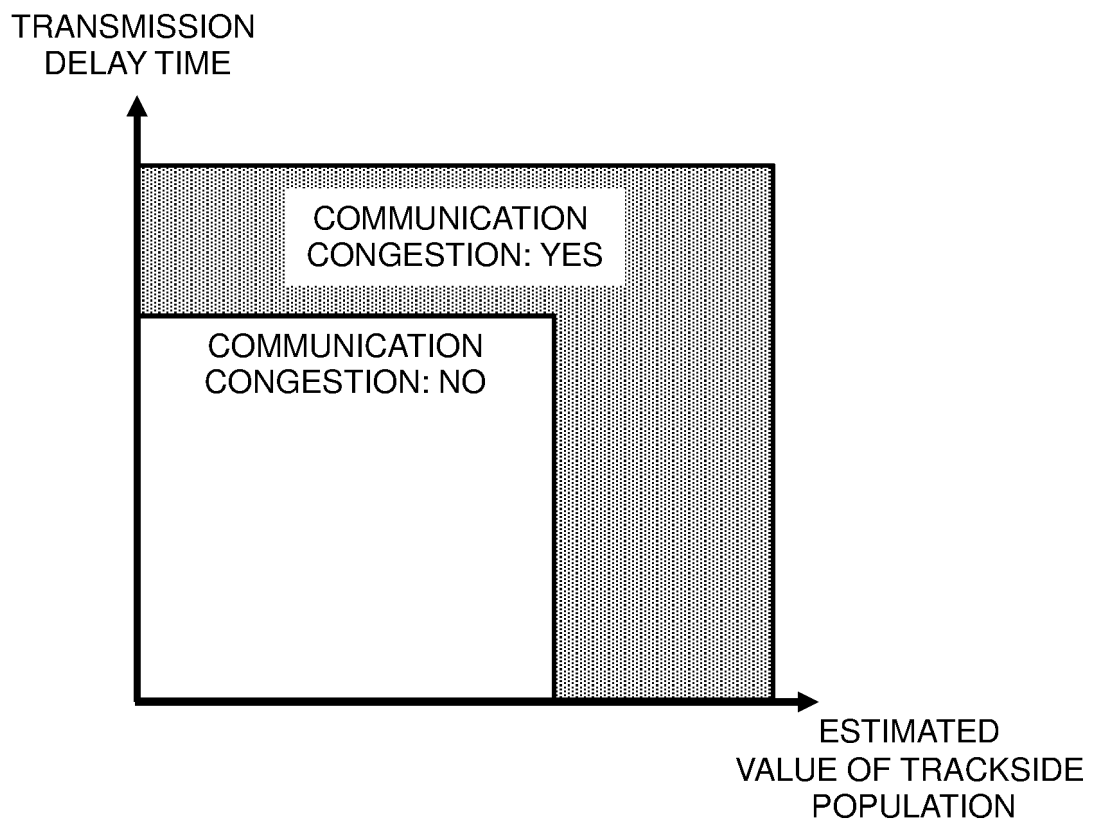 TRANSMISSION
DELAY TIME
COMMUNICATION
CONGESTION: YES
COMMUNICATION
CONGESTION: NO
ESTIMATED
VALUE OF TRACKSIDE
POPULATION